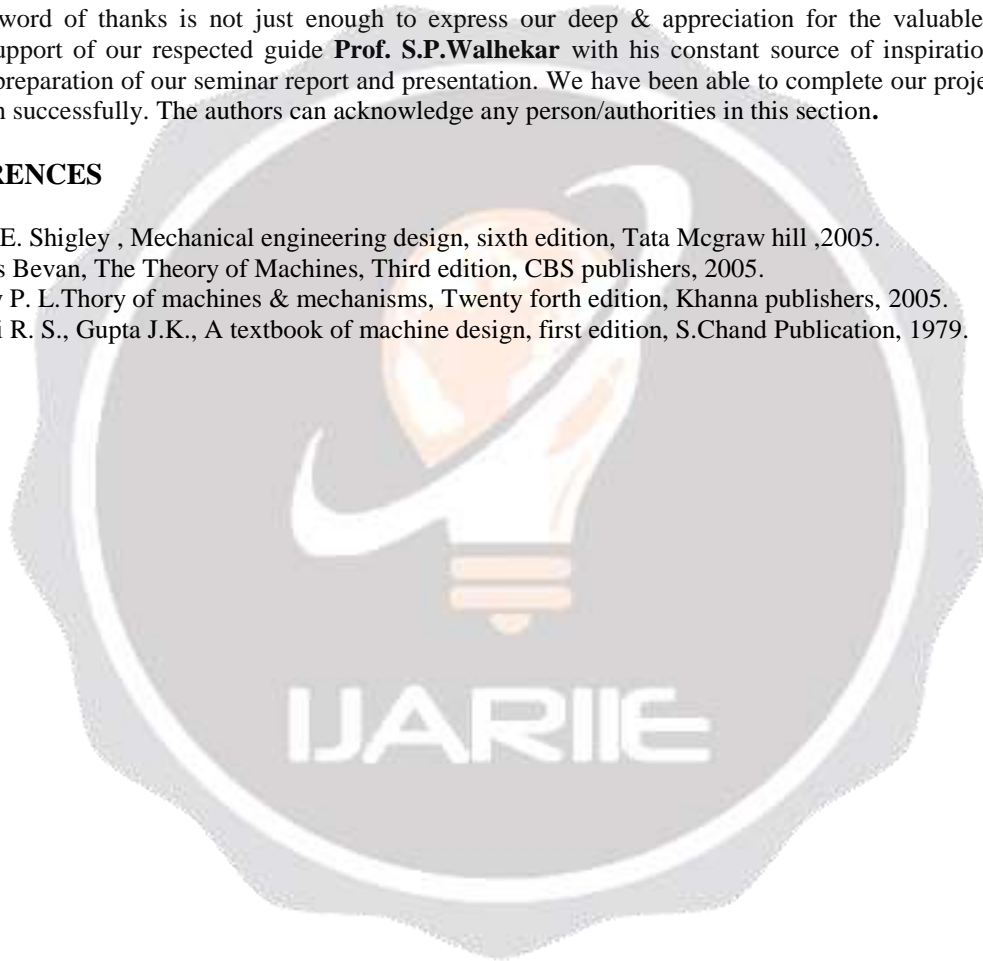 word of thanks is not just enough to express our deep & appreciation for the valuable
upport of our respected guide Prof. S.P.Walhekar with his constant source of inspiratio
preparation of our seminar report and presentation. We have been able to complete our proje
n successfully. The authors can acknowledge any person/authorities in this section.
RENCES
E. Shigley , Mechanical engineering design, sixth edition, Tata Mcgraw hill ,2005.
s Bevan, The Theory of Machines, Third edition, CBS publishers, 2005.
y P. L.Thory of machines & mechanisms, Twenty forth edition, Khanna publishers, 2005.
i R. S., Gupta J.K., A textbook of machine design, first edition, S.Chand Publication, 1979.
IJARIIE